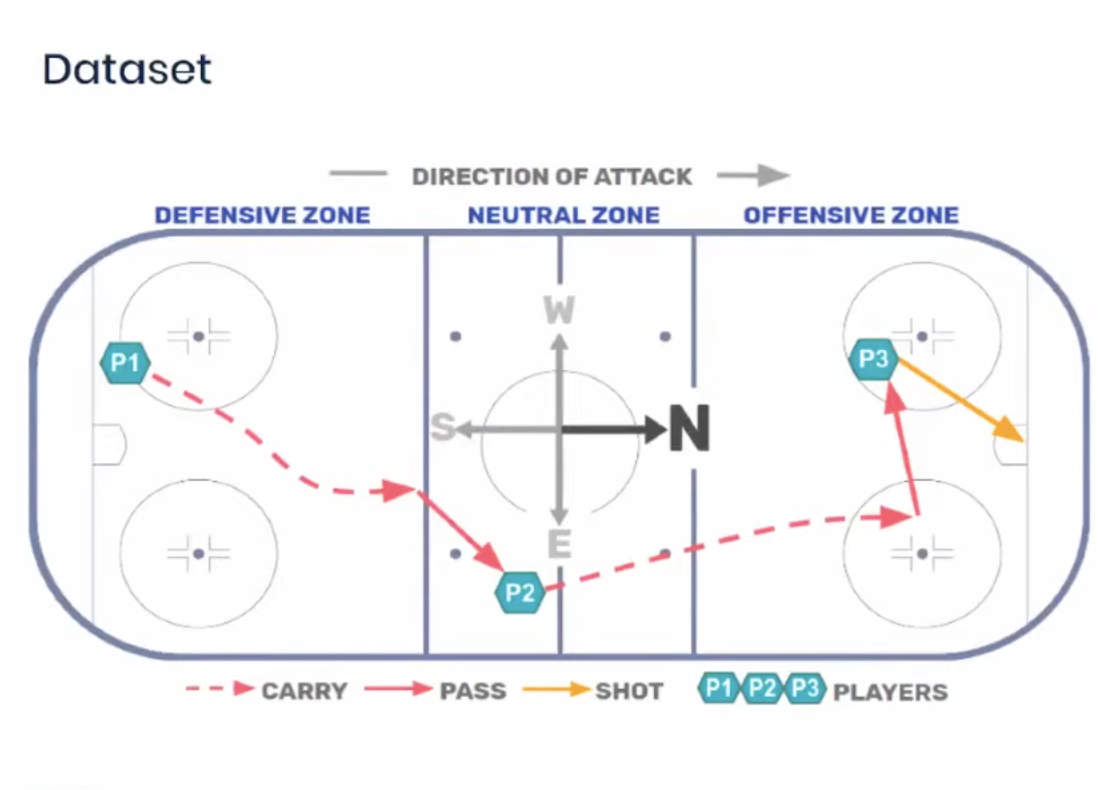 Dataset
DIRECTION OF ATTACK
DEFENSIVE ZONE NEUTRAL ZONE OFFENSIVE ZONE
W
P1
P3
S N
E
P2
CARRY PASS SHOT P1 P2 P3 PLAYERS